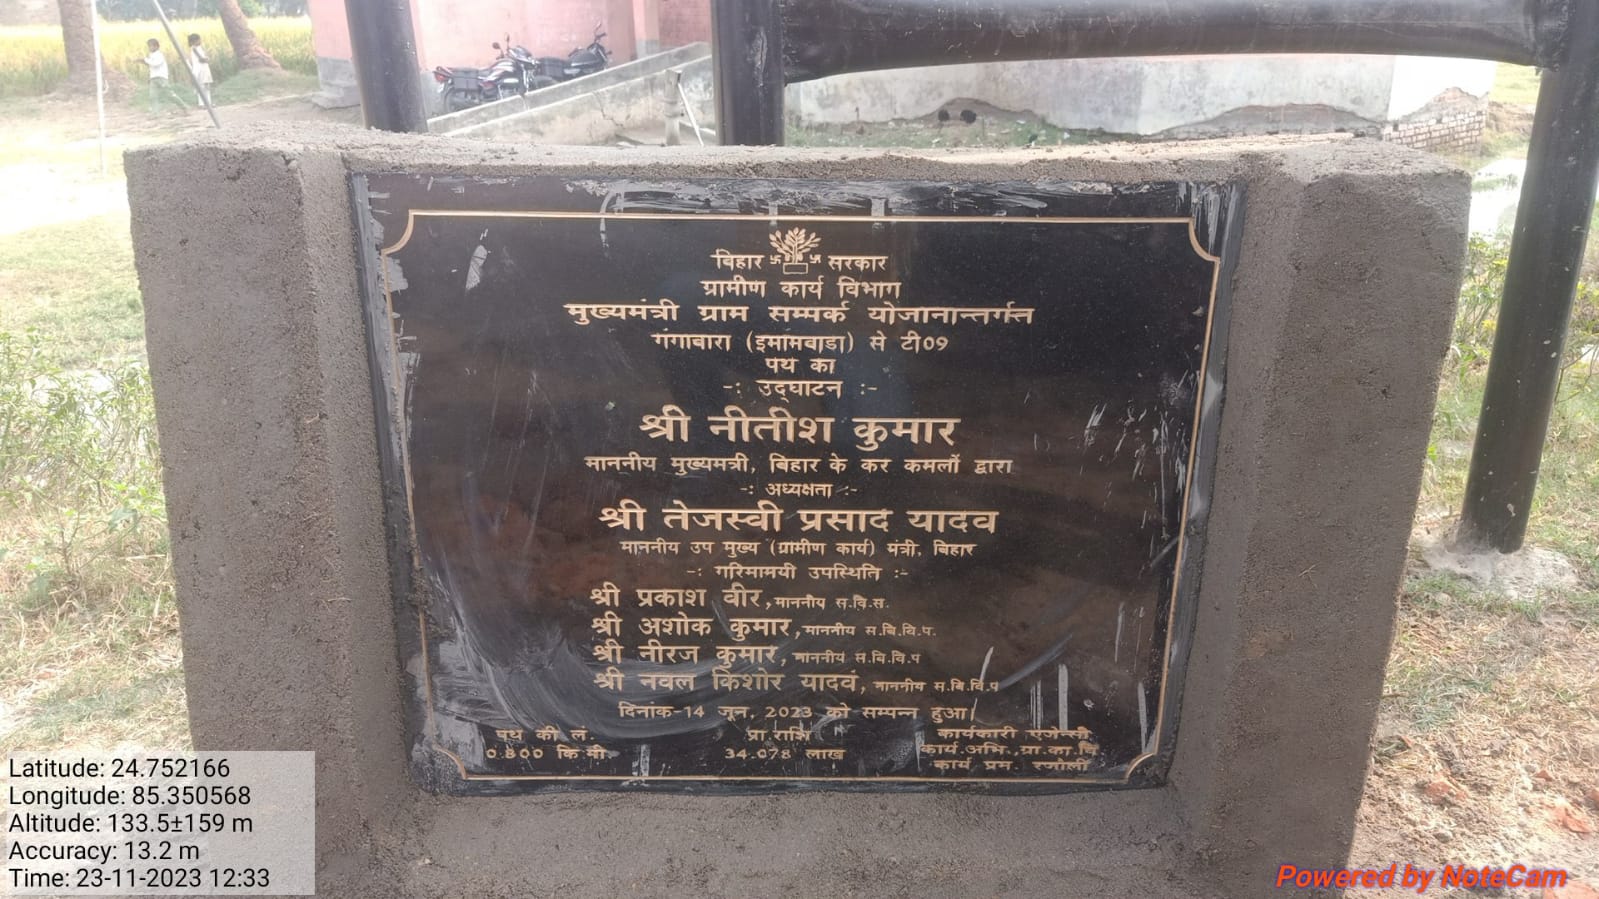 बिहार सरकार
ग्रामीण कार्य विभाग
मुख्यमंत्री ग्राम सम्पर्क योजानान्तर्गत
गंगाबारा (इमामवाडा) से टी०9
पथ का
-: उद्घाटन :-
श्री नीतीश कुमार
माननीय मुख्यमत्री, बिहार के कर कमलों द्वारा
-: अध्यक्षता :-
श्री तेजस्वी प्रसाद यादव
माननीय उप मुख्य (ग्रामीण कार्य) मंत्री, बिहार
-: गरिमामयी उपस्थिति :-
श्री प्रकाश वीर, माननीय स.वि.स.
श्री अशोक कुमार, माननीय स.बि.वि.प.
श्री नीरज कुमार, माननीय स.बि.वि.प
श्री नवल किशोर यादव, माननीय स.बि.वि.प
दिनांक-14 जून, 2023 को सम्पन्न हुआ।
पथ की लं. प्रा.राशि कार्यकारी एजेन्सी
0.800 कि.मी. 34.078 लाख कार्य.अभि.,ग्रा.का.वि
कार्य प्रम. रजौली
Latitude: 24.752166
Longitude: 85.350568
Altitude: 133.5±159 m
Accuracy: 13.2 m
Time: 23-11-2023 12:33
Powered by NoteCam